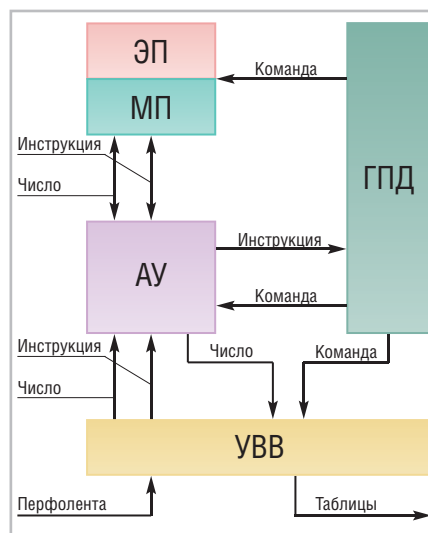 ЭП
Команда
МП
Инструкция
Число
ГПД
АУ
Инструкция
Команда
Инструкция
Число
Число
Команда
УВВ
Перфолента
Таблицы